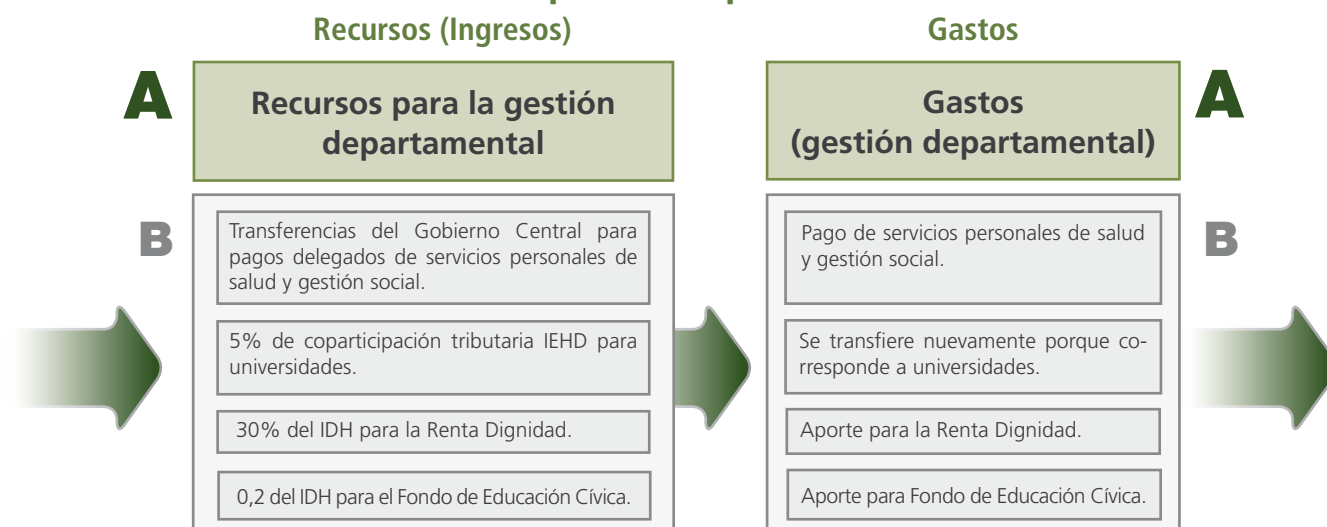 Recursos (Ingresos)
Gastos
A
Recursos para la gestión
departamental
Gastos
(gestión departamental)
A
B
Transferencias del Gobierno Central para
pagos delegados de servicios personales de
salud y gestión social.
Pago de servicios personales de salud
y gestión social.
B
5% de coparticipación tributaria IEHD para
universidades.
Se transfiere nuevamente porque co-
rresponde a universidades.
30% del IDH para la Renta Dignidad.
Aporte para la Renta Dignidad.
0,2 del IDH para el Fondo de Educación Cívica.
Aporte para Fondo de Educación Cívica.